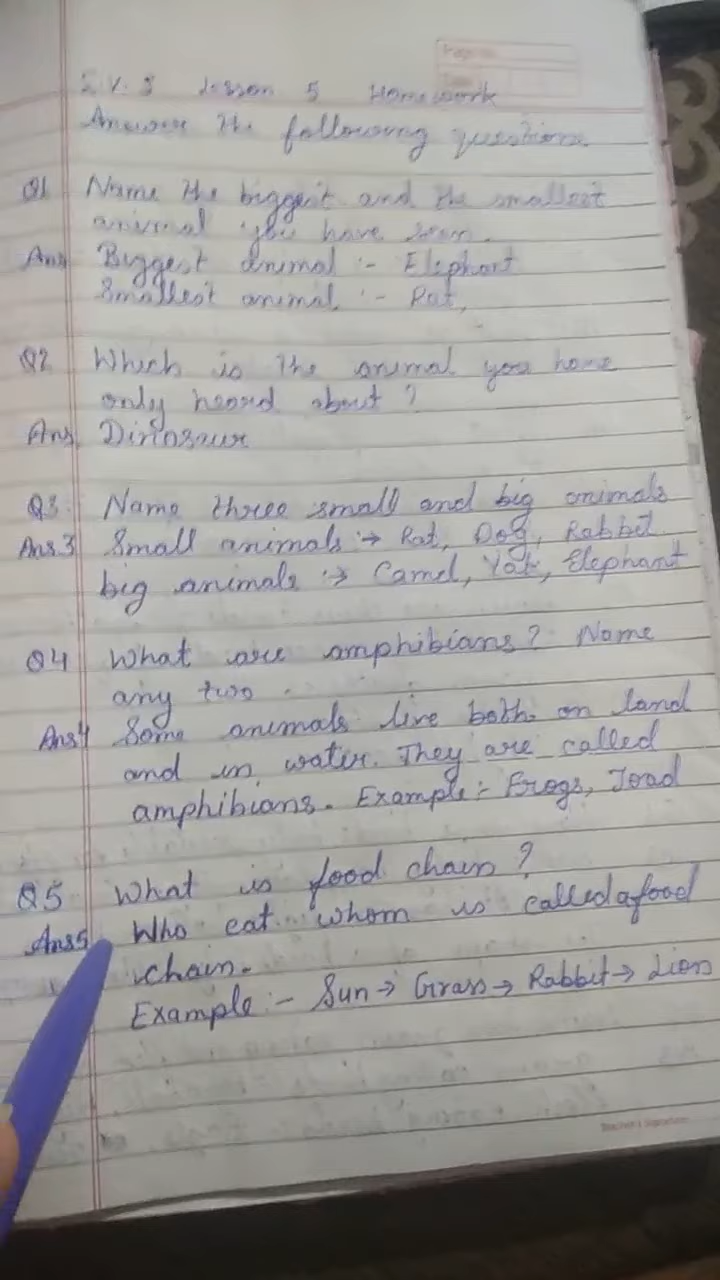 E.V.S Lesson 5 Homework
Answer the following questions.
Q1 Name the biggest and the smallest
animal you have seen.
Ans Biggest animal :- Elephant
Smallest animal :- Rat,
Q2 Which is the animal you have
only heard about ?
Ans Dinosaur
Q3. Name three small and big animals
Ans.3 Small animals :→ Rat, Dog, Rabbit
big animals :→ Camel, Yak, Elephant
Q4 What are amphibians? Name
any two.
Ans4 Some animals live both on land
and in water. They are called
amphibians. Example :- Frogs, Toad
Q5 What is food chain ?
Ans5 Who eat whom is called a food
chain.
Example :- Sun → Grass → Rabbit → Lion
Teacher's Signature